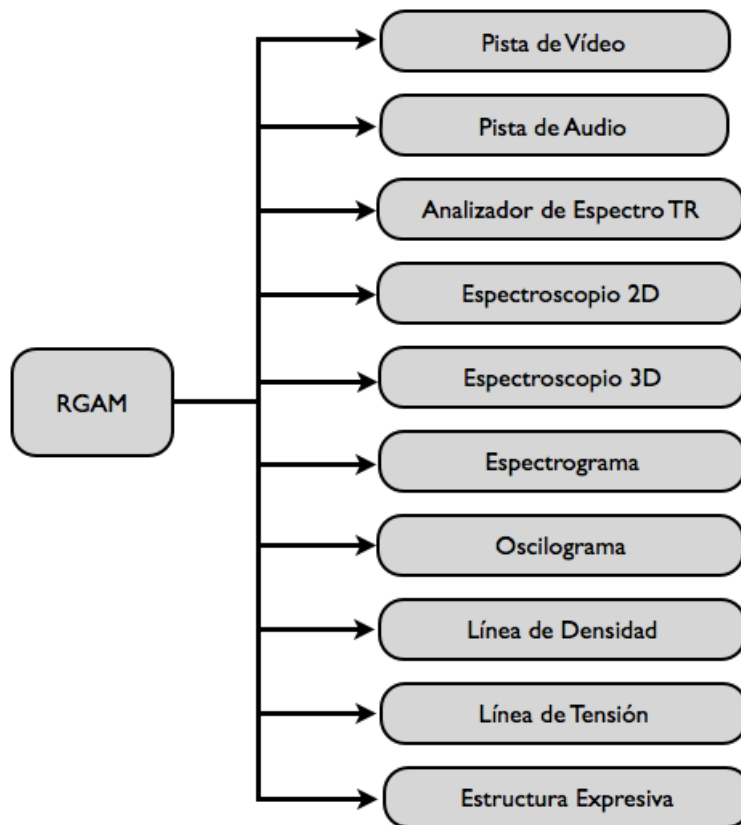 Pista de Vídeo
Pista de Audio
Analizador de Espectro TR
Espectroscopio 2D
Espectroscopio 3D
RGAM
Espectrograma
Oscilograma
Línea de Densidad
Línea de Tensión
Estructura Expresiva